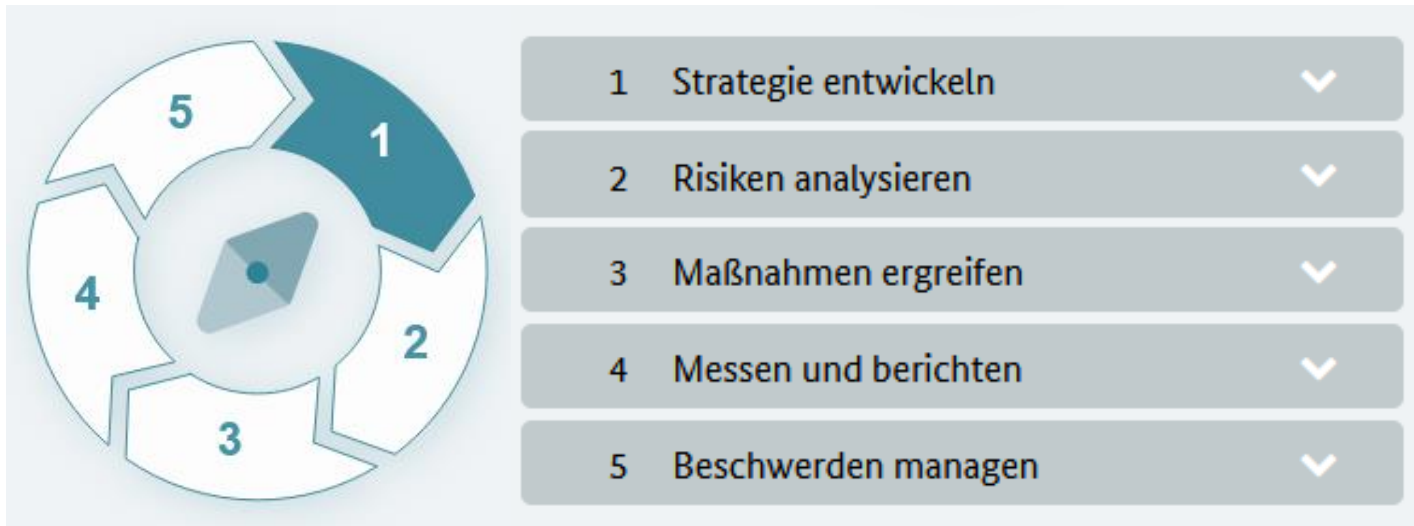 5
1
4
2
3
1 Strategie entwickeln
2 Risiken analysieren
3 Maßnahmen ergreifen
4 Messen und berichten
5 Beschwerden managen